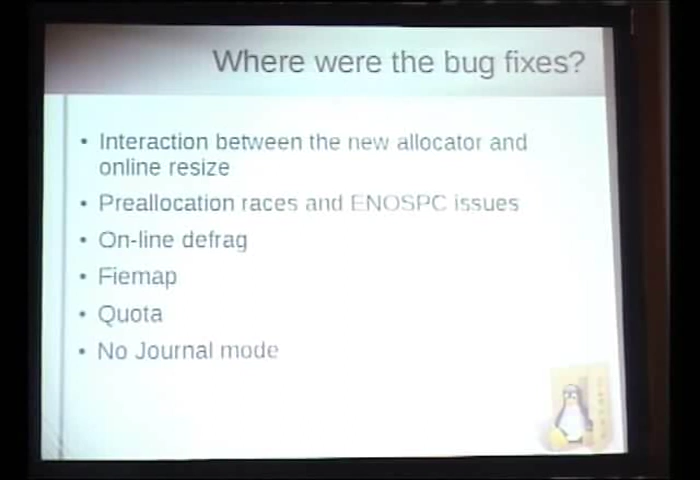 Where were the bug fixes?
• Interaction between the new allocator and
online resize
• Preallocation races and ENOSPC issues
• On-line defrag
• Fiemap
• Quota
• No Journal mode